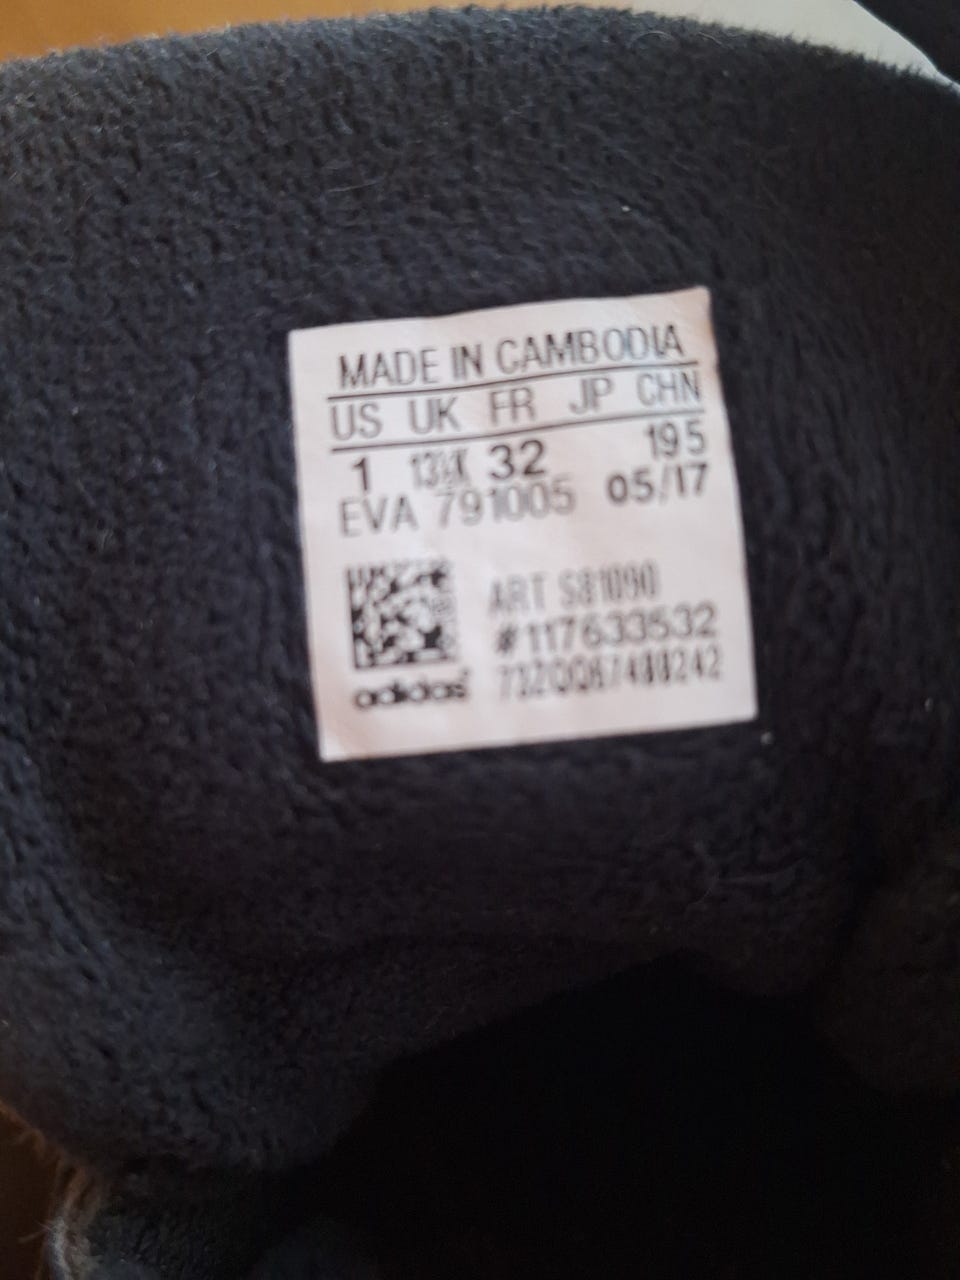 MADE IN CAMBODIA
US UK FR JP CHN
1 13½K 32 195
EVA 791005 05/17
ART S81090
#117633532
adidas